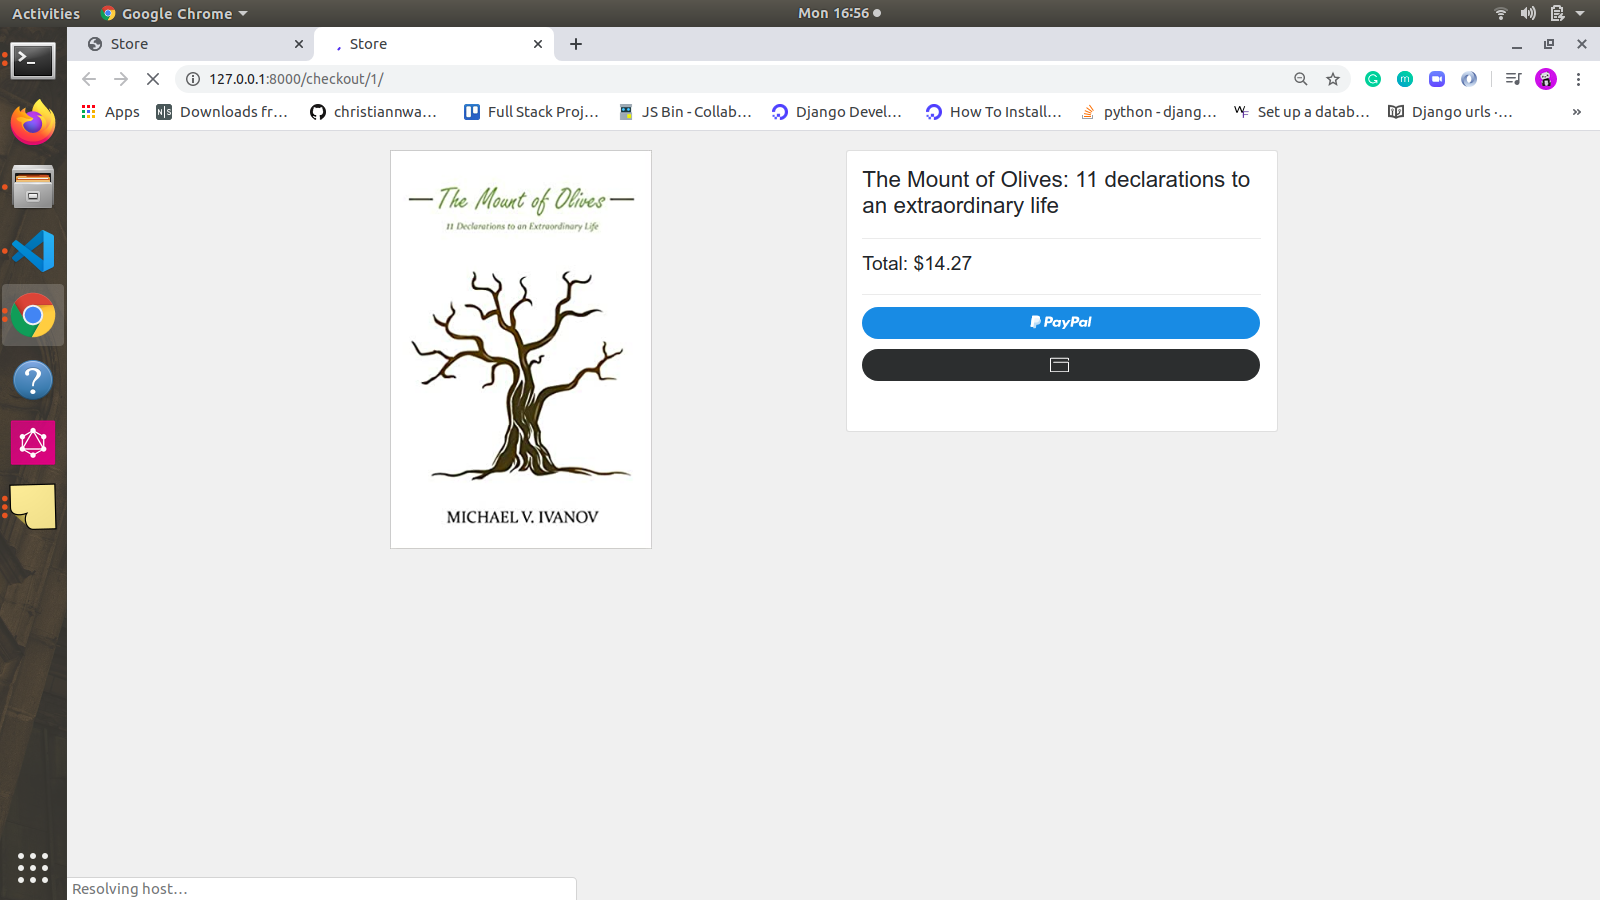 Activities
Google Chrome
Mon 16:56
Store
Store
127.0.0.1:8000/checkout/1/
Apps
N|S
Downloads fr...
christiannwa...
Full Stack Proj...
JS Bin - Collab...
Django Devel...
How To Install...
python - djang...
Set up a datab...
Django urls ·...
»
The Mount of Olives
11 Declarations to an Extraordinary Life
MICHAEL V. IVANOV
The Mount of Olives: 11 declarations to
an extraordinary life
Total: $14.27
PayPal
Resolving host...